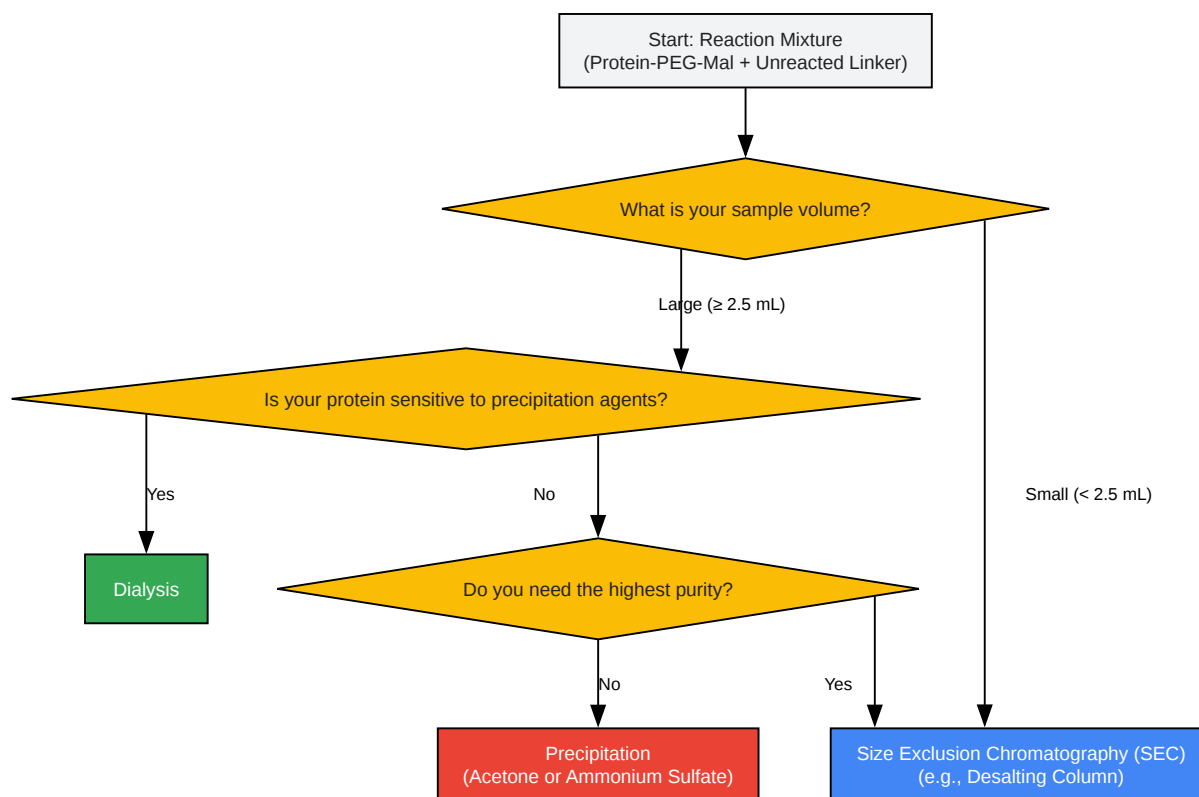 Start: Reaction Mixture
(Protein-PEG-Mal + Unreacted Linker)
What is your sample volume?
Large (≥ 2.5 mL)
Is your protein sensitive to precipitation agents?
Yes
No
Small (< 2.5 mL)
Dialysis
Do you need the highest purity?
No
Yes
Precipitation
(Acetone or Ammonium Sulfate)
Size Exclusion Chromatography (SEC)
(e.g., Desalting Column)